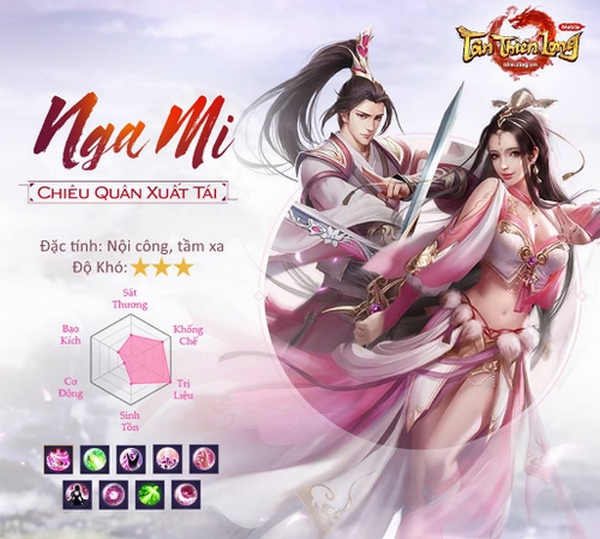 Tân Thiên Long
Mobile
Nga Mi
CHIÊU QUÂN XUẤT TÁI
Đặc tính: Nội công, tầm xa
Độ Khó:
Sát
Thương
Bạo
Kích
Khống
Chế
Cơ
Động
Trị
Liệu
Sinh
Tồn